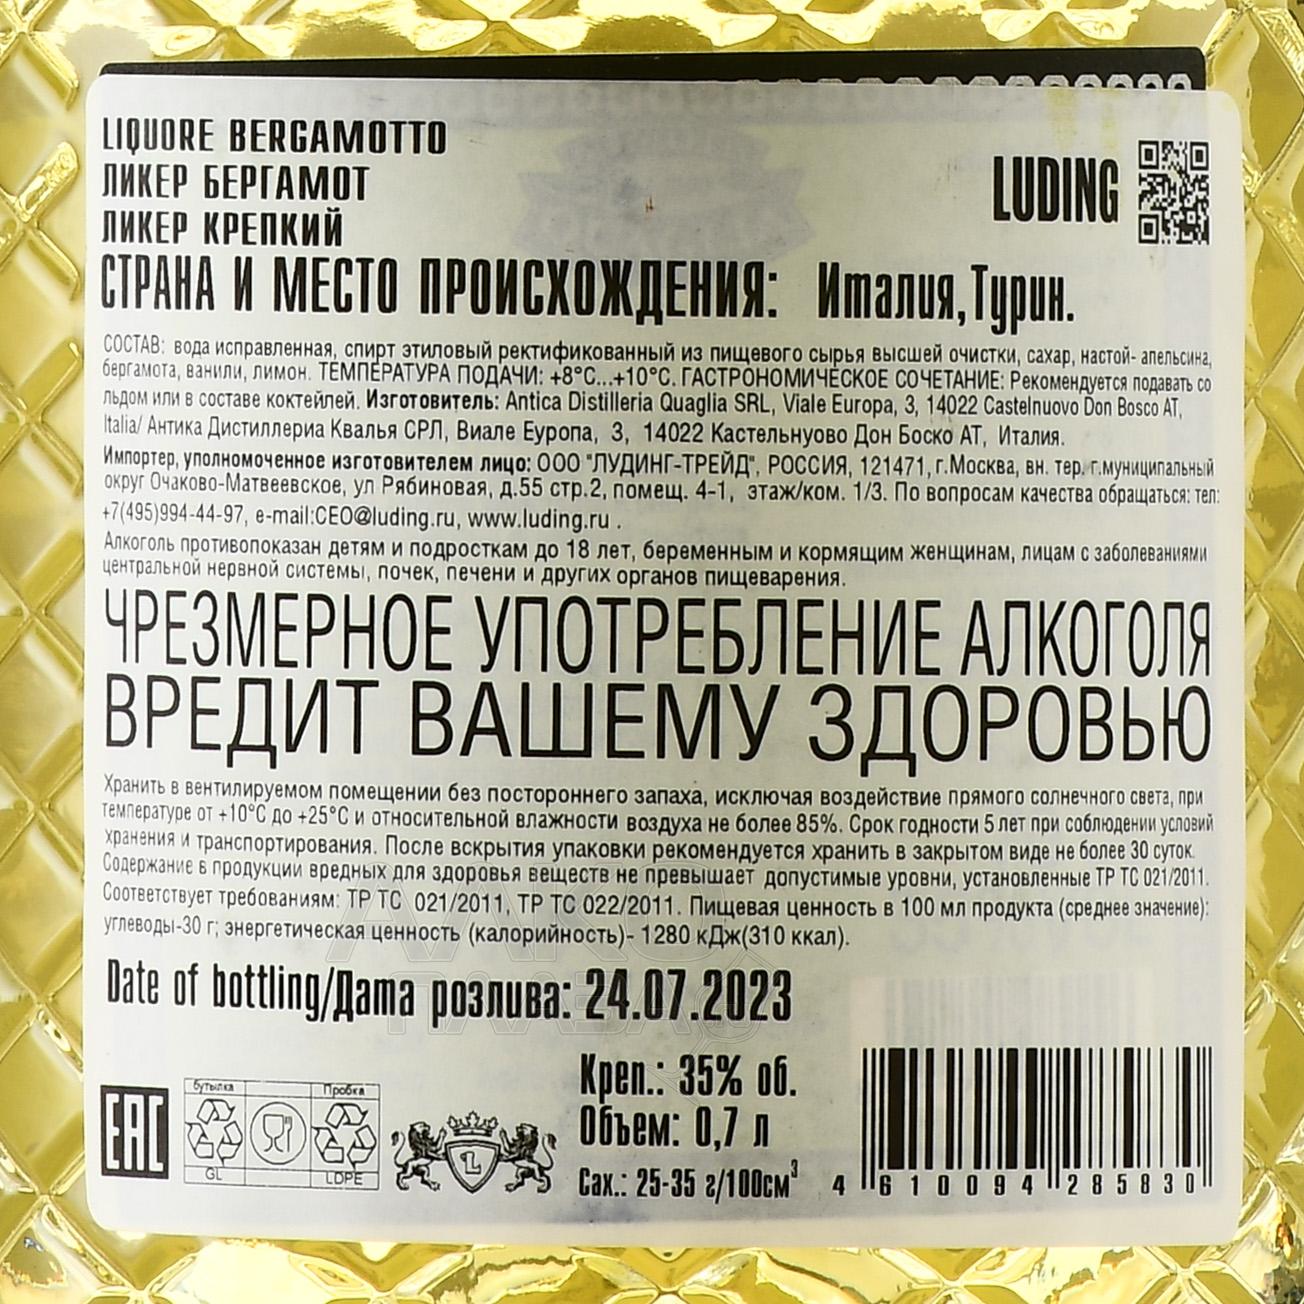 LIQUORE BERGAMOTTO
ЛИКЕР БЕРГАМОТ
ЛИКЕР КРЕПКИЙ
LUDING
СТРАНА И МЕСТО ПРОИСХОЖДЕНИЯ: Италия,Турин.
СОСТАВ: вода исправленная, спирт этиловый ректификованный из пищевого сырья высшей очистки, сахар, настой- апельсина,
бергамота, ванили, лимон. ТЕМПЕРАТУРА ПОДАЧИ: +8°С...+10°С. ГАСТРОНОМИЧЕСКОЕ СОЧЕТАНИЕ: Рекомендуется подавать со
льдом или в составе коктейлей. Изготовитель: Antica Distilleria Quaglia SRL, Viale Europa, 3, 14022 Castelnuovo Don Bosco AT,
Italia/ Антика Дистиллериа Квалья СРЛ, Виале Еуропа, 3, 14022 Кастельнуово Дон Боско АТ, Италия.
Импортер, уполномоченное изготовителем лицо: ООО "ЛУДИНГ-ТРЕЙД", РОССИЯ, 121471, г.Москва, вн. тер. г.муниципальный
округ Очаково-Матвеевское, ул Рябиновая, д.55 стр.2, помещ. 4-1, этаж/ком. 1/3. По вопросам качества обращаться: тел:
+7(495)994-44-97, e-mail:CEO@luding.ru, www.luding.ru .
Алкоголь противопоказан детям и подросткам до 18 лет, беременным и кормящим женщинам, лицам с заболеваниями
центральной нервной системы, почек, печени и других органов пищеварения.
ЧРЕЗМЕРНОЕ УПОТРЕБЛЕНИЕ АЛКОГОЛЯ
ВРЕДИТ ВАШЕМУ ЗДОРОВЬЮ
Хранить в вентилируемом помещении без постороннего запаха, исключая воздействие прямого солнечного света, при
температуре от +10°С до +25°С и относительной влажности воздуха не более 85%. Срок годности 5 лет при соблюдении условий
хранения и транспортирования. После вскрытия упаковки рекомендуется хранить в закрытом виде не более 30 суток.
Содержание в продукции вредных для здоровья веществ не превышает допустимые уровни, установленные ТР ТС 021/2011.
Соответствует требованиям: ТР ТС 021/2011, ТР ТС 022/2011. Пищевая ценность в 100 мл продукта (среднее значение):
углеводы-30 г; энергетическая ценность (калорийность)- 1280 кДж(310 ккал).
Date of bottling/Дата розлива: 24.07.2023
Креп.: 35% об.
Объем: 0,7 л
Сах.: 25-35 г/100см³
EAC
бутылка
Пробка
GL
LDPE
L
4 610094 285830